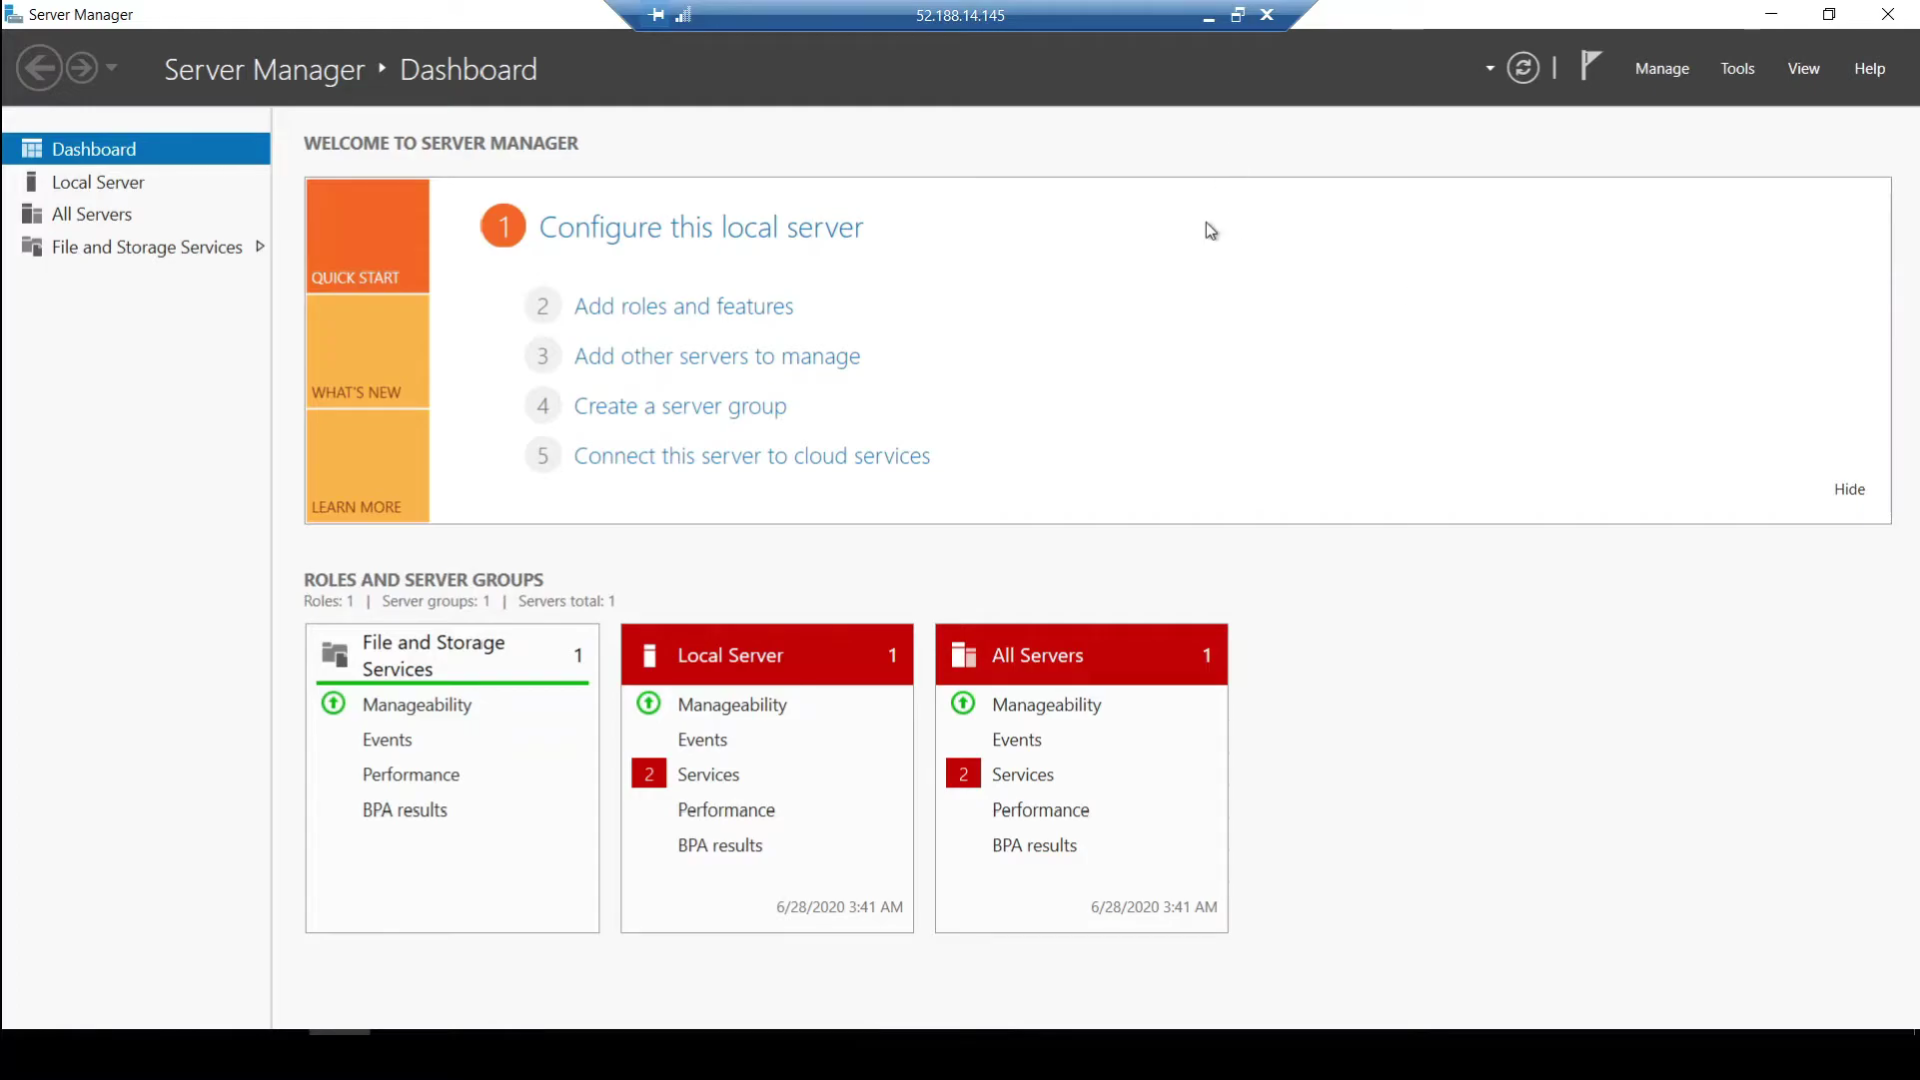 Server Manager
52.188.14.145
Server Manager • Dashboard
Manage Tools View Help
Dashboard
Local Server
All Servers
File and Storage Services
WELCOME TO SERVER MANAGER
QUICK START
WHAT'S NEW
LEARN MORE
1 Configure this local server
2 Add roles and features
3 Add other servers to manage
4 Create a server group
5 Connect this server to cloud services
Hide
ROLES AND SERVER GROUPS
Roles: 1 | Server groups: 1 | Servers total: 1
File and Storage
Services 1
Manageability
Events
Performance
BPA results
Local Server 1
Manageability
Events
2 Services
Performance
BPA results
6/28/2020 3:41 AM
All Servers 1
Manageability
Events
2 Services
Performance
BPA results
6/28/2020 3:41 AM